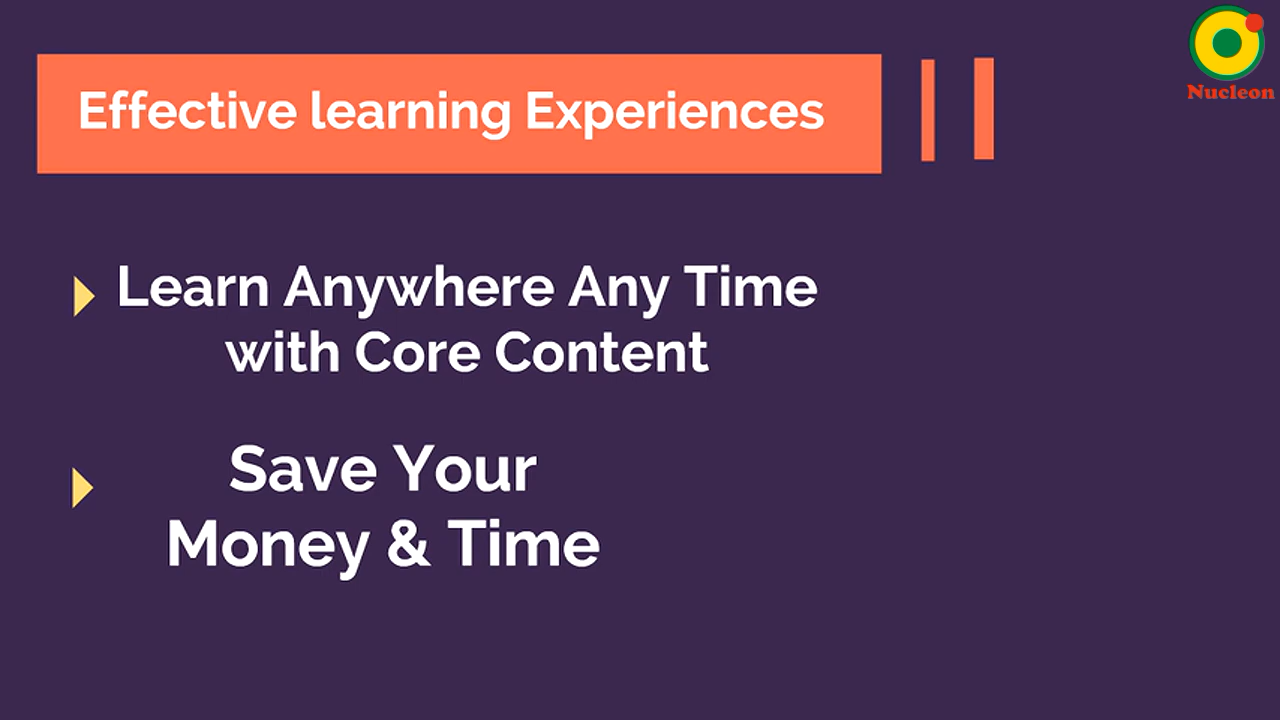 Effective learning Experiences
Nucleon
Learn Anywhere Any Time
with Core Content
Save Your
Money & Time